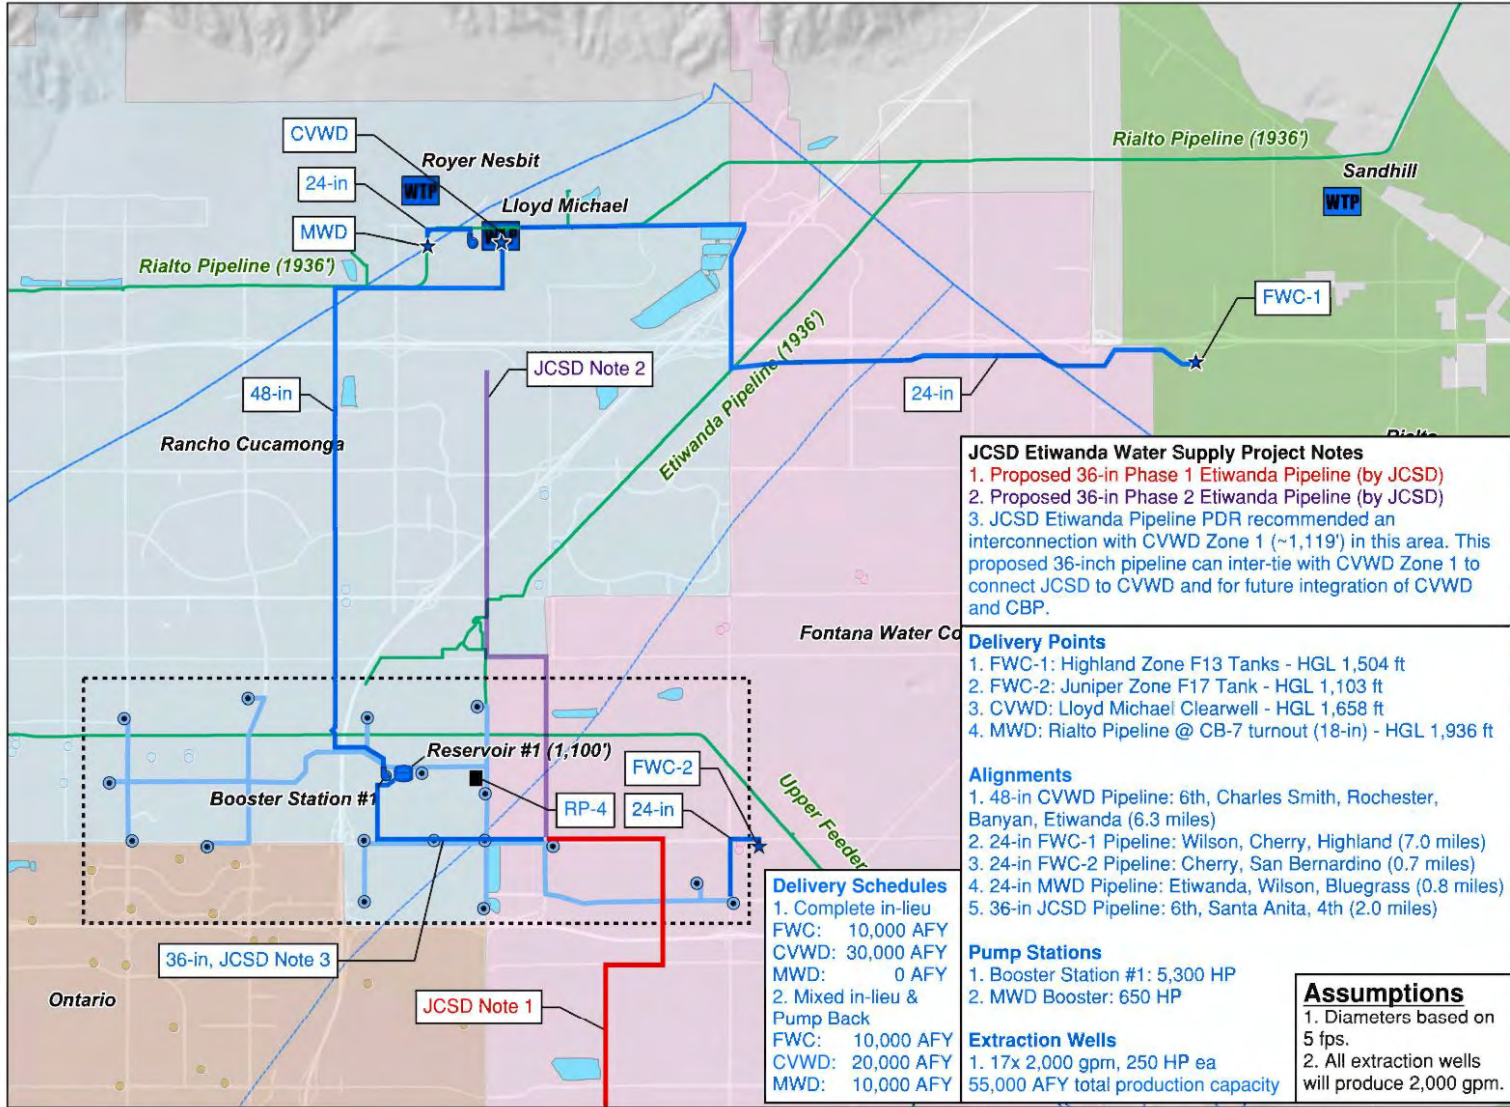 CVWD
Royer Nesbit
WTP
24-in
Lloyd Michael
MWD
WTP
Rialto Pipeline (1936')
Rialto Pipeline (1936')
Sandhill
WTP
FWC-1
JCSD Note 2
Etiwanda Pipeline (1936')
24-in
48-in
Rancho Cucamonga
Rialto
Fontana Water Co
Reservoir #1 (1,100')
Booster Station #1
RP-4
FWC-2
24-in
Upper Feeder
36-in, JCSD Note 3
Ontario
JCSD Note 1
JCSD Etiwanda Water Supply Project Notes
1. Proposed 36-in Phase 1 Etiwanda Pipeline (by JCSD)
2. Proposed 36-in Phase 2 Etiwanda Pipeline (by JCSD)
3. JCSD Etiwanda Pipeline PDR recommended an
interconnection with CVWD Zone 1 (~1,119') in this area. This
proposed 36-inch pipeline can inter-tie with CVWD Zone 1 to
connect JCSD to CVWD and for future integration of CVWD
and CBP.
Delivery Points
1. FWC-1: Highland Zone F13 Tanks - HGL 1,504 ft
2. FWC-2: Juniper Zone F17 Tank - HGL 1,103 ft
3. CVWD: Lloyd Michael Clearwell - HGL 1,658 ft
4. MWD: Rialto Pipeline @ CB-7 turnout (18-in) - HGL 1,936 ft
Alignments
1. 48-in CVWD Pipeline: 6th, Charles Smith, Rochester,
Banyan, Etiwanda (6.3 miles)
2. 24-in FWC-1 Pipeline: Wilson, Cherry, Highland (7.0 miles)
3. 24-in FWC-2 Pipeline: Cherry, San Bernardino (0.7 miles)
4. 24-in MWD Pipeline: Etiwanda, Wilson, Bluegrass (0.8 miles)
5. 36-in JCSD Pipeline: 6th, Santa Anita, 4th (2.0 miles)
Pump Stations
1. Booster Station #1: 5,300 HP
2. MWD Booster: 650 HP
Extraction Wells
1. 17x 2,000 gpm, 250 HP ea
55,000 AFY total production capacity
Delivery Schedules
1. Complete in-lieu
FWC: 10,000 AFY
CVWD: 30,000 AFY
MWD: 0 AFY
2. Mixed in-lieu &
Pump Back
FWC: 10,000 AFY
CVWD: 20,000 AFY
MWD: 10,000 AFY
Assumptions
1. Diameters based on
5 fps.
2. All extraction wells
will produce 2,000 gpm.